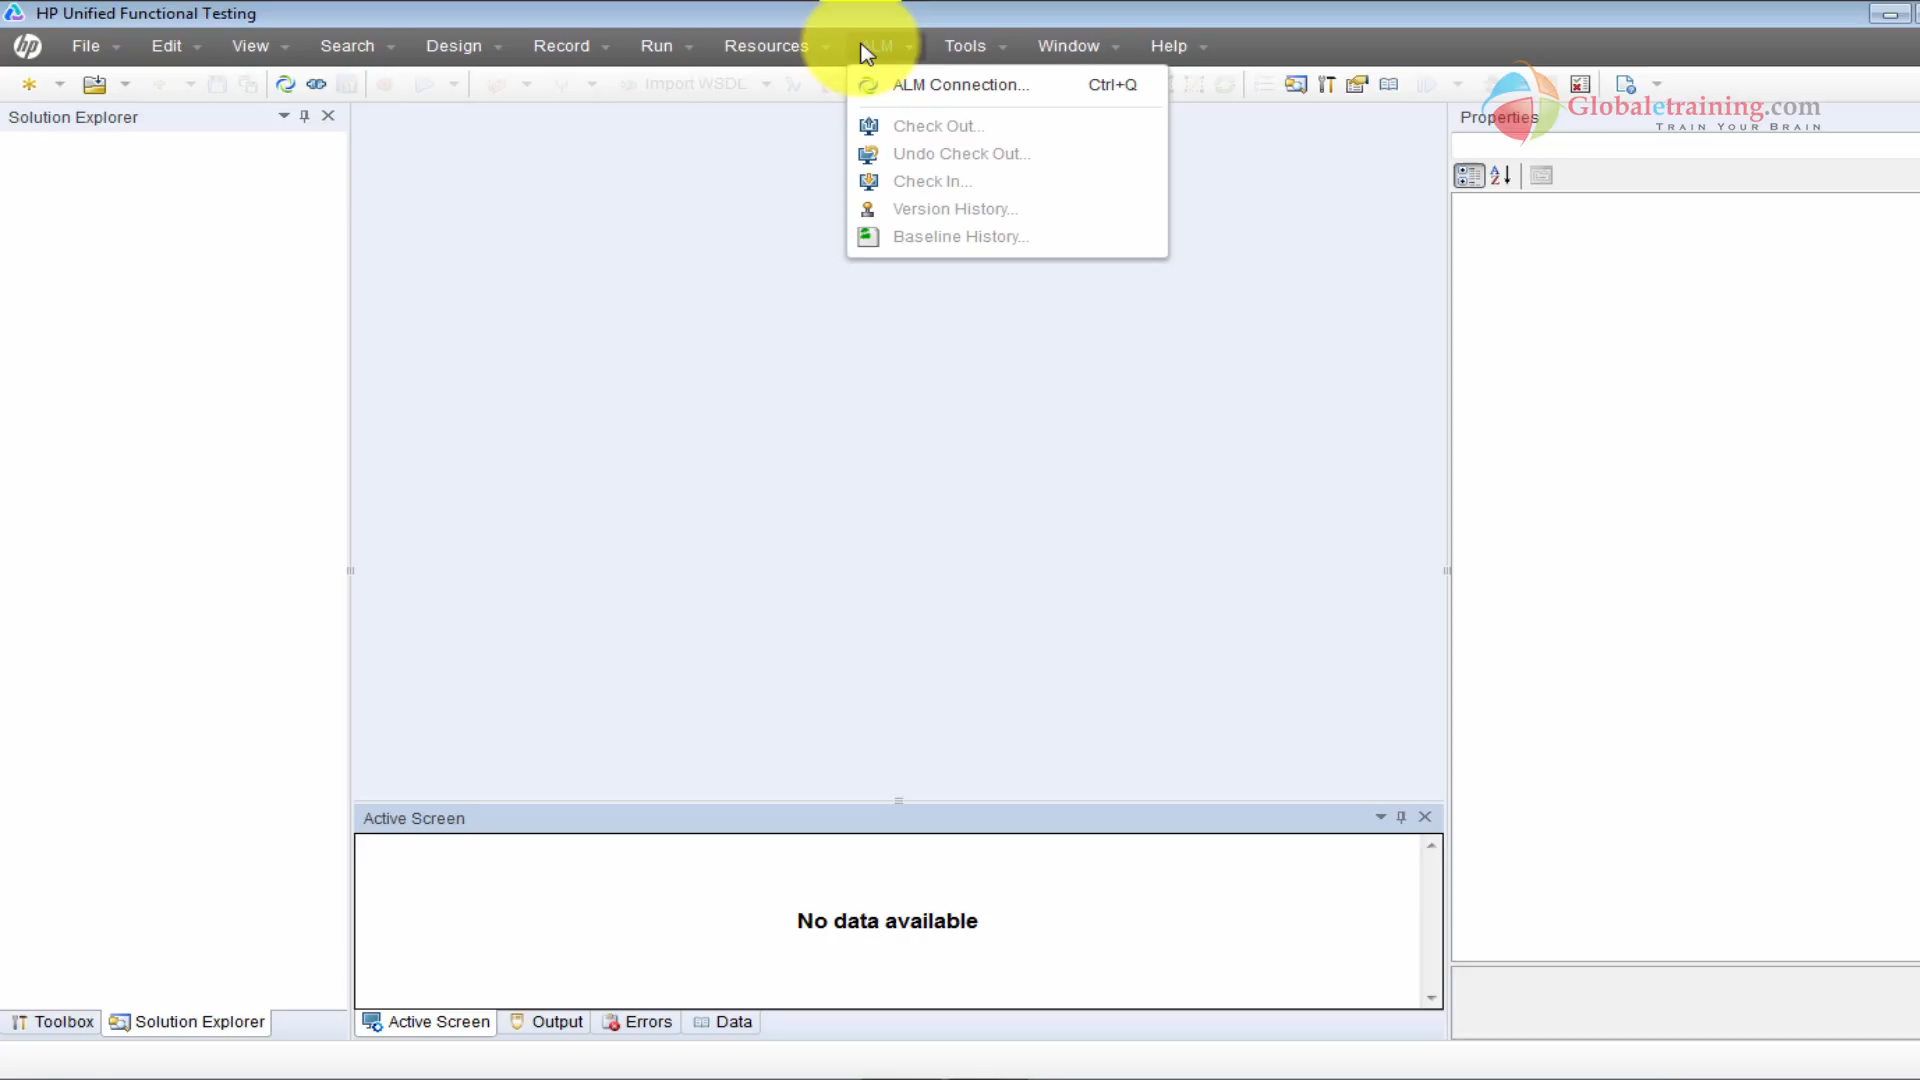 HP Unified Functional Testing
hp File Edit View Search Design Record Run Resources ALM Tools Window Help
Import WSDL
ALM Connection... Ctrl+Q
Check Out...
Undo Check Out...
Check In...
Version History...
Baseline History...
Solution Explorer
Properties
Globaletraining.com
TRAIN YOUR BRAIN
Active Screen
No data available
Toolbox Solution Explorer
Active Screen Output Errors Data